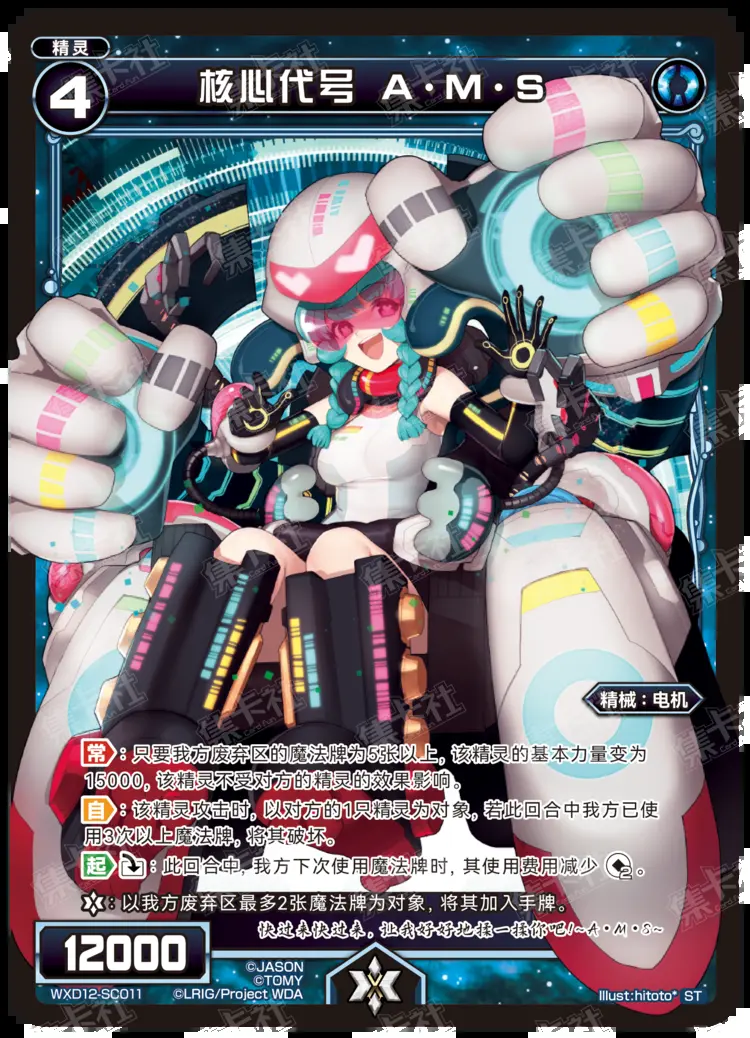 精灵
4
核心代号 A·M·S
精械：电机
常：只要我方废弃区的魔法牌为5张以上，该精灵的基本力量变为
15000，该精灵不受对方的精灵的效果影响。
自：该精灵攻击时，以对方的1只精灵为对象，若此回合中我方已使
用3次以上魔法牌，将其破坏。
起：此回合中，我方下次使用魔法牌时，其使用费用减少2。
：以我方废弃区最多2张魔法牌为对象，将其加入手牌。
快过来快过来，让我好好地揉一揉你吧!~A·M·S~
12000
©JASON
©TOMY
WXD12-SC011 ©LRIG/Project WDA
Illust:hitoto* ST
集卡社